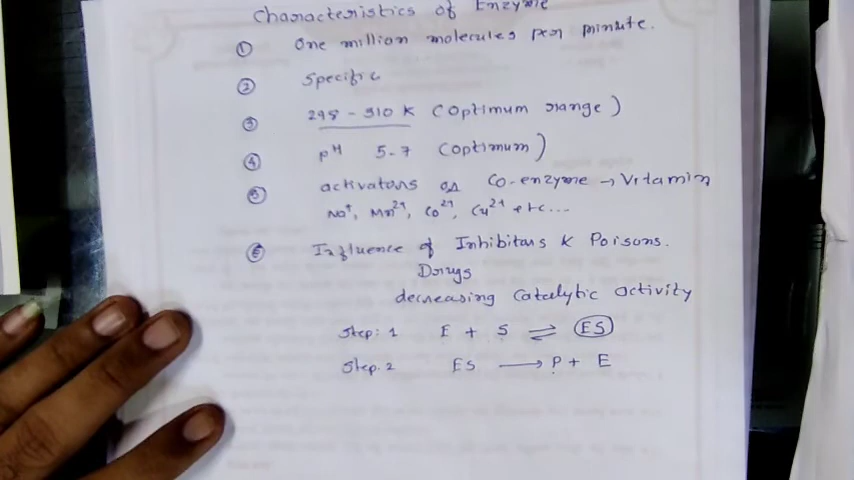 Characteristics of Enzyme
① One million molecules per minute.
② Specific
③ 298 - 310 K (Optimum range)
④ pH 5-7 (Optimum)
⑤ activators or Co-enzyme → Vitamin
Na⁺, Mn²⁺, Co²⁺, Cu²⁺ etc...
⑥ Influence of Inhibitors & Poisons.
Drugs
decreasing Catalytic activity
Step: 1 E + S ⇌ ES
Step. 2 ES ⟶ P + E